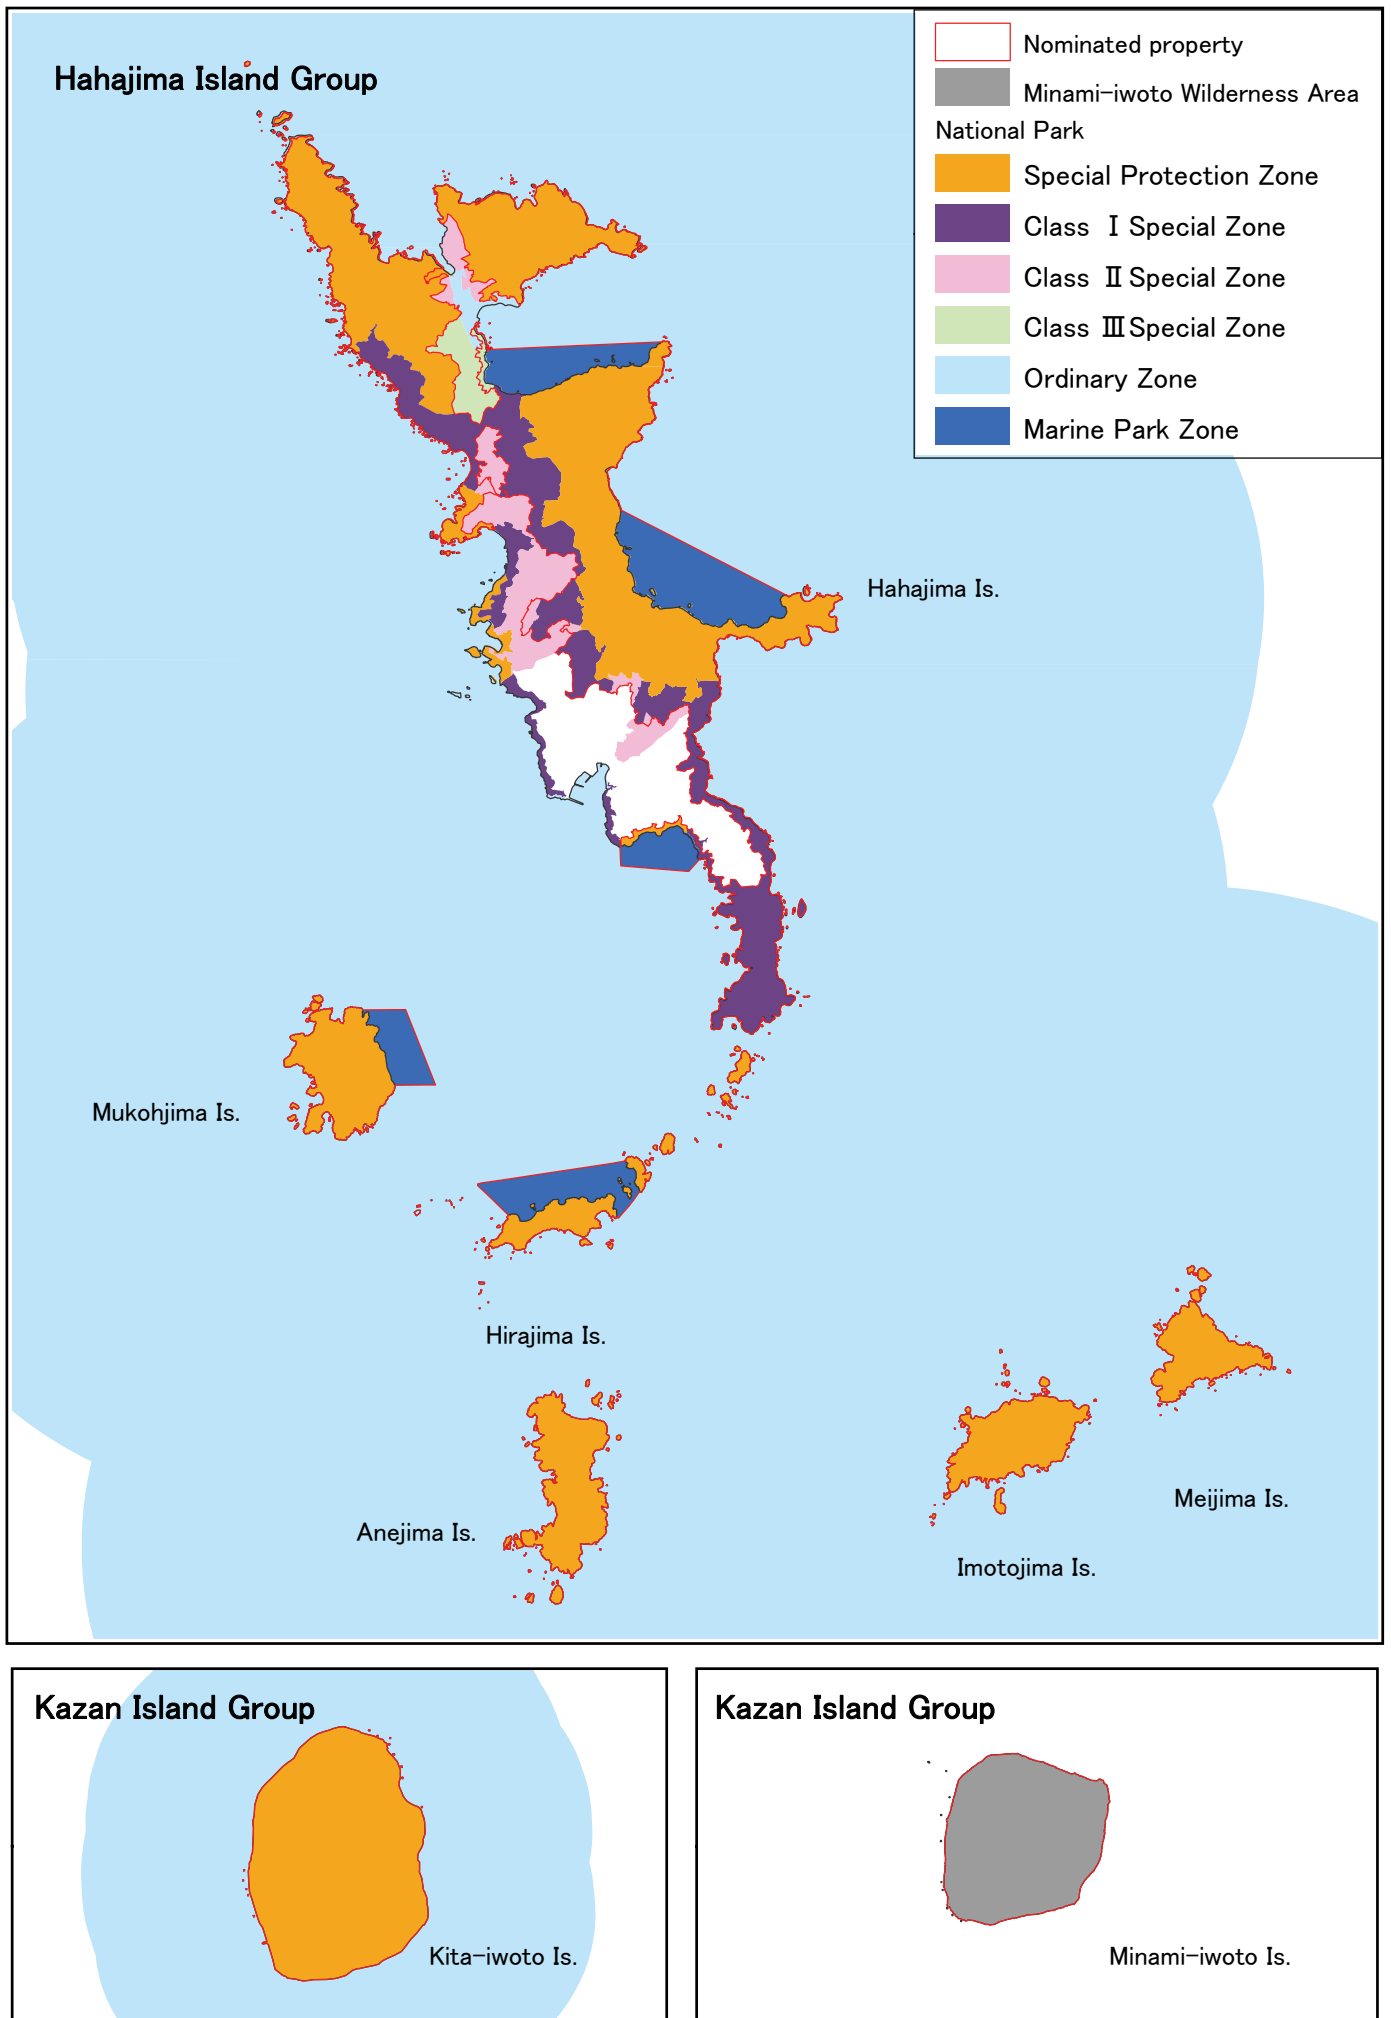 Hahajima Island Group
Nominated property
Minami-iwoto Wilderness Area
National Park
Special Protection Zone
Class Ⅰ Special Zone
Class Ⅱ Special Zone
Class Ⅲ Special Zone
Ordinary Zone
Marine Park Zone
Hahajima Is.
Mukohjima Is.
Hirajima Is.
Meijima Is.
Anejima Is.
Imotojima Is.
Kazan Island Group
Kita-iwoto Is.
Kazan Island Group
Minami-iwoto Is.